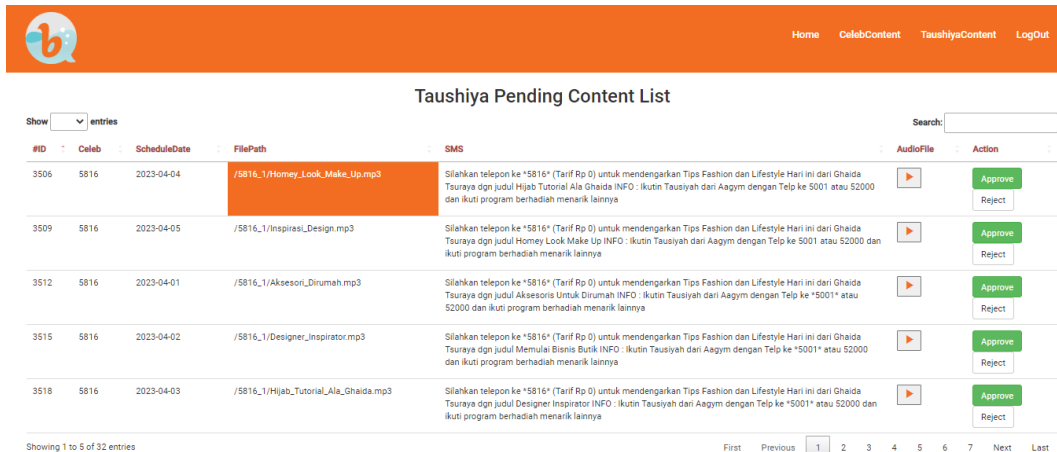 b
Home CelebContent TaushiyaContent LogOut
Taushiya Pending Content List
Show entries Search:
#ID Celeb ScheduleDate FilePath SMS AudioFile Action
3506 5816 2023-04-04 /5816_1/Homey_Look_Make_Up.mp3 Silahkan telepon ke *5816* (Tarif Rp 0) untuk mendengarkan Tips Fashion dan Lifestyle Hari ini dari Ghaida Approve
Tsuraya dgn judul Hijab Tutorial Ala Ghaida INFO : Ikutin Tausiyah dari Aagym dengan Telp ke 5001 atau 52000
dan ikuti program berhadiah menarik lainnya Reject
3509 5816 2023-04-05 /5816_1/Inspirasi_Design.mp3 Silahkan telepon ke *5816* (Tarif Rp 0) untuk mendengarkan Tips Fashion dan Lifestyle Hari ini dari Ghaida Approve
Tsuraya dgn judul Homey Look Make Up INFO : Ikutin Tausiyah dari Aagym dengan Telp ke 5001 atau 52000 dan
ikuti program berhadiah menarik lainnya Reject
3512 5816 2023-04-01 /5816_1/Aksesori_Dirumah.mp3 Silahkan telepon ke *5816* (Tarif Rp 0) untuk mendengarkan Tips Fashion dan Lifestyle Hari ini dari Ghaida Approve
Tsuraya dgn judul Aksesoris Untuk Dirumah INFO : Ikutin Tausiyah dari Aagym dengan Telp ke *5001* atau
52000 dan ikuti program berhadiah menarik lainnya Reject
3515 5816 2023-04-02 /5816_1/Designer_Inspirator.mp3 Silahkan telepon ke *5816* (Tarif Rp 0) untuk mendengarkan Tips Fashion dan Lifestyle Hari ini dari Ghaida Approve
Tsuraya dgn judul Memulai Bisnis Butik INFO : Ikutin Tausiyah dari Aagym dengan Telp ke *5001* atau 52000
dan ikuti program berhadiah menarik lainnya Reject
3518 5816 2023-04-03 /5816_1/Hijab_Tutorial_Ala_Ghaida.mp3 Silahkan telepon ke *5816* (Tarif Rp 0) untuk mendengarkan Tips Fashion dan Lifestyle Hari ini dari Ghaida Approve
Tsuraya dgn judul Designer Inspirator INFO : Ikutin Tausiyah dari Aagym dengan Telp ke *5001* atau 52000 dan
ikuti program berhadiah menarik lainnya Reject
Showing 1 to 5 of 32 entries First Previous 1 2 3 4 5 6 7 Next Last